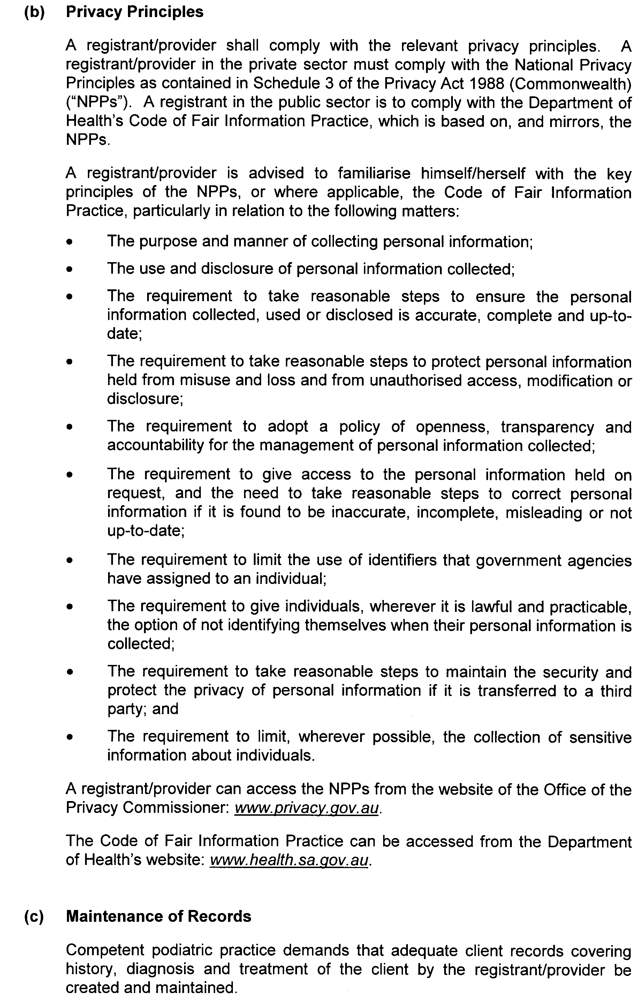 (b) Privacy Principles
A registrant/provider shall comply with the relevant privacy principles. A
registrant/provider in the private sector must comply with the National Privacy
Principles as contained in Schedule 3 of the Privacy Act 1988 (Commonwealth)
(“NPPs”). A registrant in the public sector is to comply with the Department of
Health’s Code of Fair Information Practice, which is based on, and mirrors, the
NPPs.
A registrant/provider is advised to familiarise himself/herself with the key
principles of the NPPs, or where applicable, the Code of Fair Information
Practice, particularly in relation to the following matters:
• The purpose and manner of collecting personal information;
• The use and disclosure of personal information collected;
• The requirement to take reasonable steps to ensure the personal
information collected, used or disclosed is accurate, complete and up-to-
date;
• The requirement to take reasonable steps to protect personal information
held from misuse and loss and from unauthorised access, modification or
disclosure;
• The requirement to adopt a policy of openness, transparency and
accountability for the management of personal information collected;
• The requirement to give access to the personal information held on
request, and the need to take reasonable steps to correct personal
information if it is found to be inaccurate, incomplete, misleading or not
up-to-date;
• The requirement to limit the use of identifiers that government agencies
have assigned to an individual;
• The requirement to give individuals, wherever it is lawful and practicable,
the option of not identifying themselves when their personal information is
collected;
• The requirement to take reasonable steps to maintain the security and
protect the privacy of personal information if it is transferred to a third
party; and
• The requirement to limit, wherever possible, the collection of sensitive
information about individuals.
A registrant/provider can access the NPPs from the website of the Office of the
Privacy Commissioner: www.privacy.gov.au.
The Code of Fair Information Practice can be accessed from the Department
of Health’s website: www.health.sa.gov.au.
(c) Maintenance of Records
Competent podiatric practice demands that adequate client records covering
history, diagnosis and treatment of the client by the registrant/provider be
created and maintained.